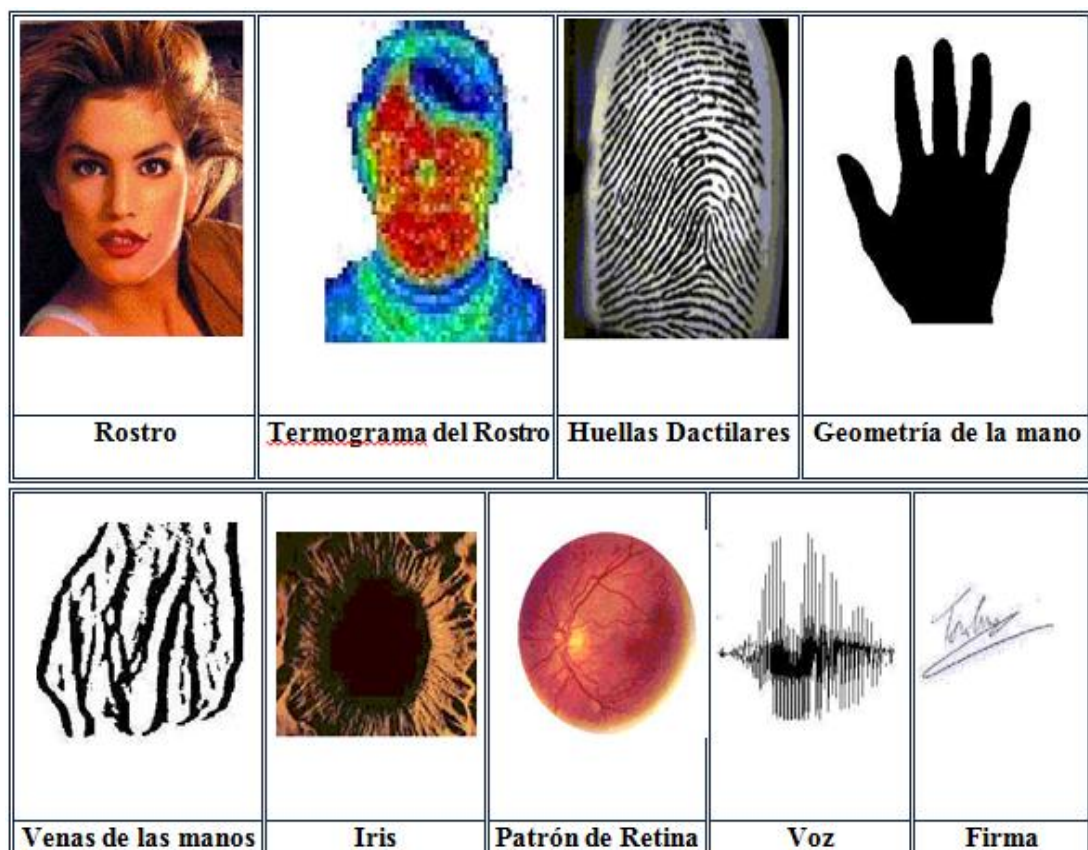 Rostro
Termograma del Rostro
Huellas Dactilares
Geometría de la mano
Venas de las manos
Iris
Patrón de Retina
Voz
Firma